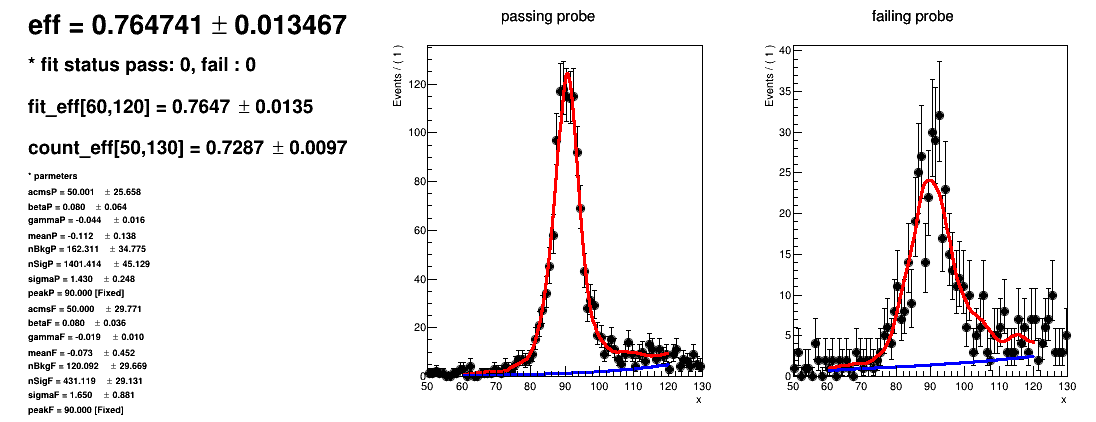 eff = 0.764741 ± 0.013467
* fit status pass: 0, fail : 0
fit_eff[60,120] = 0.7647 ± 0.0135
count_eff[50,130] = 0.7287 ± 0.0097
* parmeters
acmsP = 50.001 ± 25.658
betaP = 0.080 ± 0.064
gammaP = -0.044 ± 0.016
meanP = -0.112 ± 0.138
nBkgP = 162.311 ± 34.775
nSigP = 1401.414 ± 45.129
sigmaP = 1.430 ± 0.248
peakP = 90.000 [Fixed]
acmsF = 50.000 ± 29.771
betaF = 0.080 ± 0.036
gammaF = -0.019 ± 0.010
meanF = -0.073 ± 0.452
nBkgF = 120.092 ± 29.669
nSigF = 431.119 ± 29.131
sigmaF = 1.650 ± 0.881
peakF = 90.000 [Fixed]
passing probe
Events / ( 1 )
120
100
80
60
40
20
0
50 60 70 80 90 100 110 120 130
x
failing probe
Events / ( 1 )
40
35
30
25
20
15
10
5
0
50 60 70 80 90 100 110 120 130
x